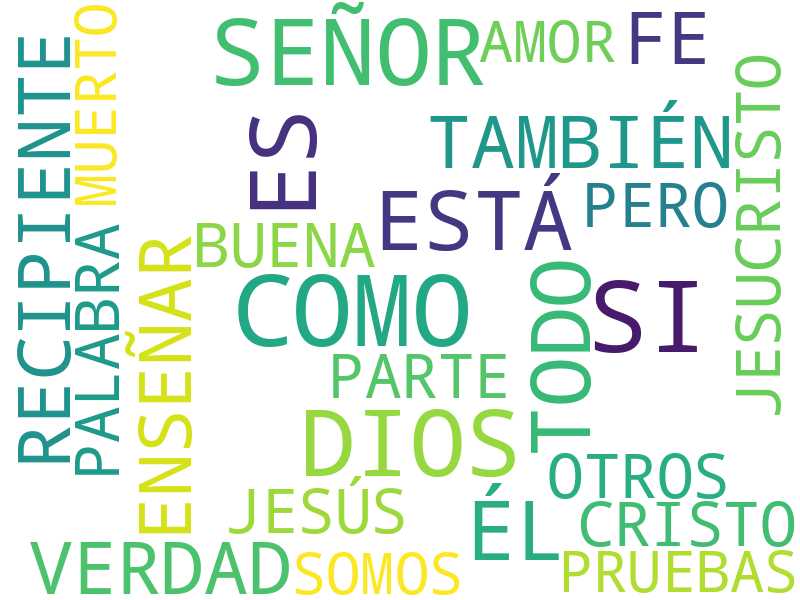 SEÑOR
AMOR
FE
MUERTO
RECIPIENTE
JESUCRISTO
ES
TAMBIÉN
ESTÁ
PERO
BUENA
PALABRA
ENSEÑAR
COMO
TODO
SI
PARTE
DIOS
OTROS
JESÚS
ÉL
CRISTO
VERDAD
SOMOS
PRUEBAS